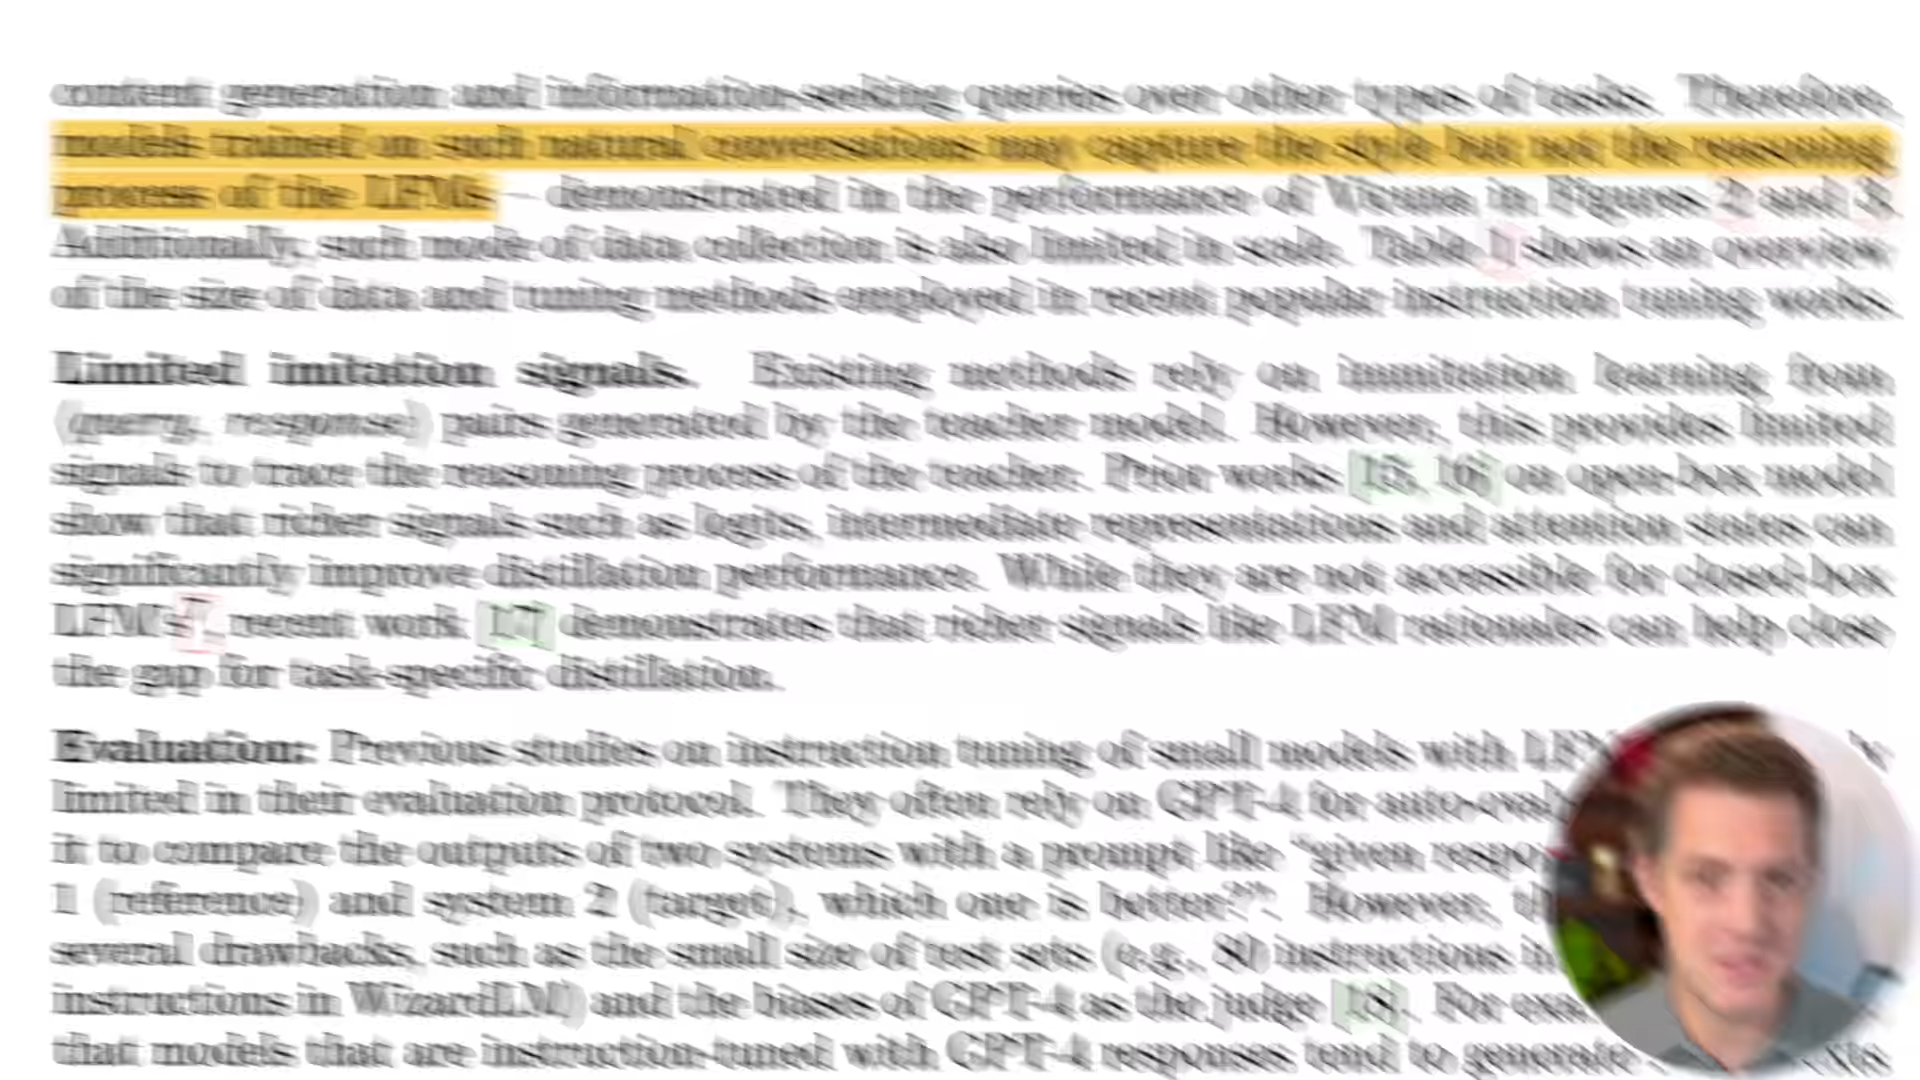 content generation and information-seeking queries over other types of tasks. Therefore,
models trained on such natural conversations may capture the style but not the reasoning
process of the LFMs – demonstrated in the performance of Vicuna in Figures 2 and 3.
Additionally, such mode of data collection is also limited in scale. Table 1 shows an overview
of the size of data and tuning methods employed in recent popular instruction tuning works.
Limited imitation signals. Existing methods rely on immitation learning from
(query, response) pairs generated by the teacher model. However, this provides limited
signals to trace the reasoning process of the teacher. Prior works [15, 16] on open-box model
show that richer signals such as logits, intermediate representations and attention states can
significantly improve distillation performance. While they are not accessible for closed-box
LFM's 7, recent work [17] demonstrates that richer signals like LFM rationales can help close
the gap for task-specific distillation.
Evaluation: Previous studies on instruction tuning of small models with
limited in their evaluation protocol. They often rely on GPT-4 for
it to compare the outputs of two systems with a prompt like "given
1 (reference) and system 2 (target), which one is better?". However,
several drawbacks, such as the small size of test sets (e.g., 80 instructions
instructions in WizardLM) and the biases of GPT-4 as the judge [18]. For
that models that are instruction-tuned with GPT-4 responses tend to generate